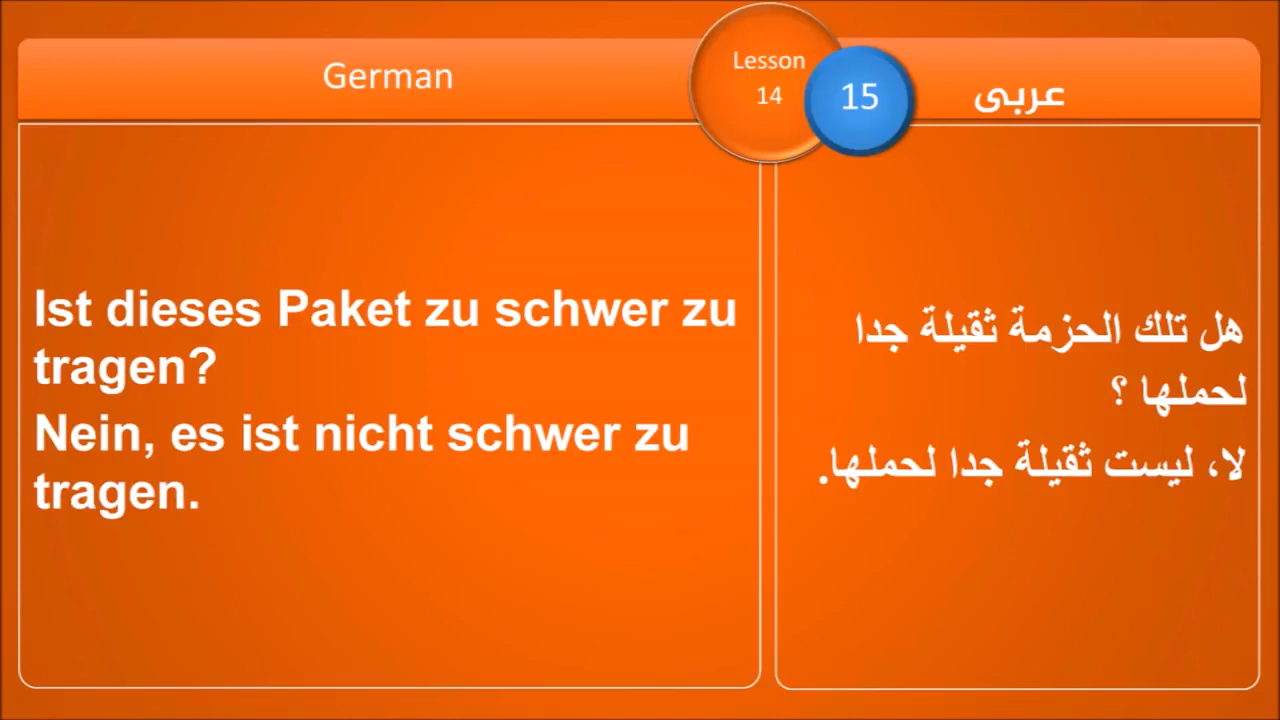 German
Lesson
14
15
عربى
Ist dieses Paket zu schwer zu
tragen?
Nein, es ist nicht schwer zu
tragen.
هل تلك الحزمة ثقيلة جدا
لحملها ؟
لا، ليست ثقيلة جدا لحملها.